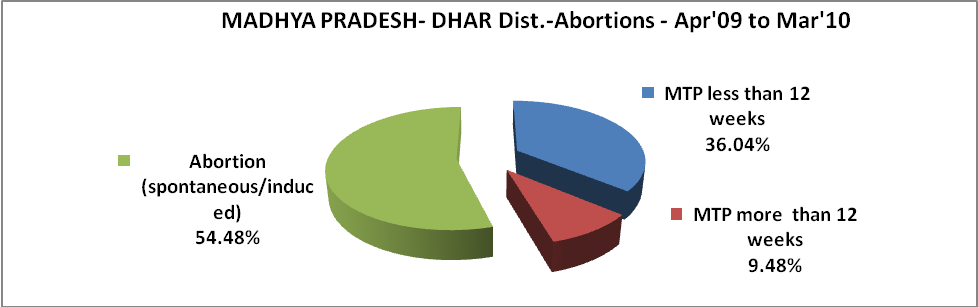 MADHYA PRADESH- DHAR Dist.-Abortions - Apr'09 to Mar'10
MTP less than 12
weeks
36.04%
Abortion
(spontaneous/induc
ed)
54.48%
MTP more  than 12
weeks
9.48%